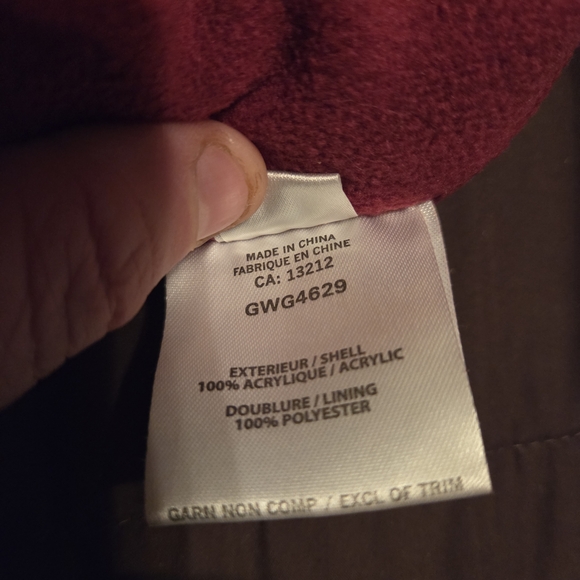 MADE IN CHINA
FABRIQUE EN CHINE
CA: 13212
GWG4629
EXTERIEUR / SHELL
100% ACRYLIQUE / ACRYLIC
DOUBLURE / LINING
100% POLYESTER
GARN NON COMP / EXCL OF TRIM